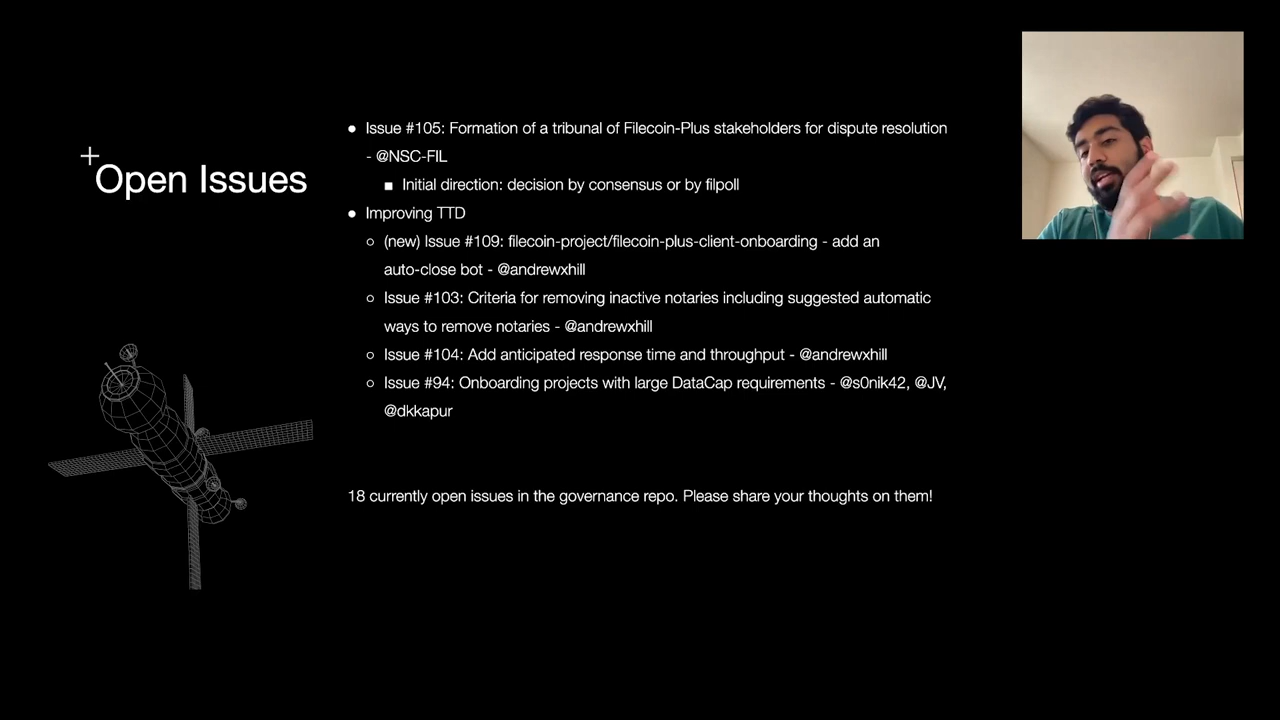 Open Issues
● Issue #105: Formation of a tribunal of Filecoin-Plus stakeholders for dispute resolution
- @NSC-FIL
■ Initial direction: decision by consensus or by filpoll
● Improving TTD
○ (new) Issue #109: filecoin-project/filecoin-plus-client-onboarding - add an
auto-close bot - @andrewxhill
○ Issue #103: Criteria for removing inactive notaries including suggested automatic
ways to remove notaries - @andrewxhill
○ Issue #104: Add anticipated response time and throughput - @andrewxhill
○ Issue #94: Onboarding projects with large DataCap requirements - @s0nik42, @JV,
@dkkapur
18 currently open issues in the governance repo. Please share your thoughts on them!